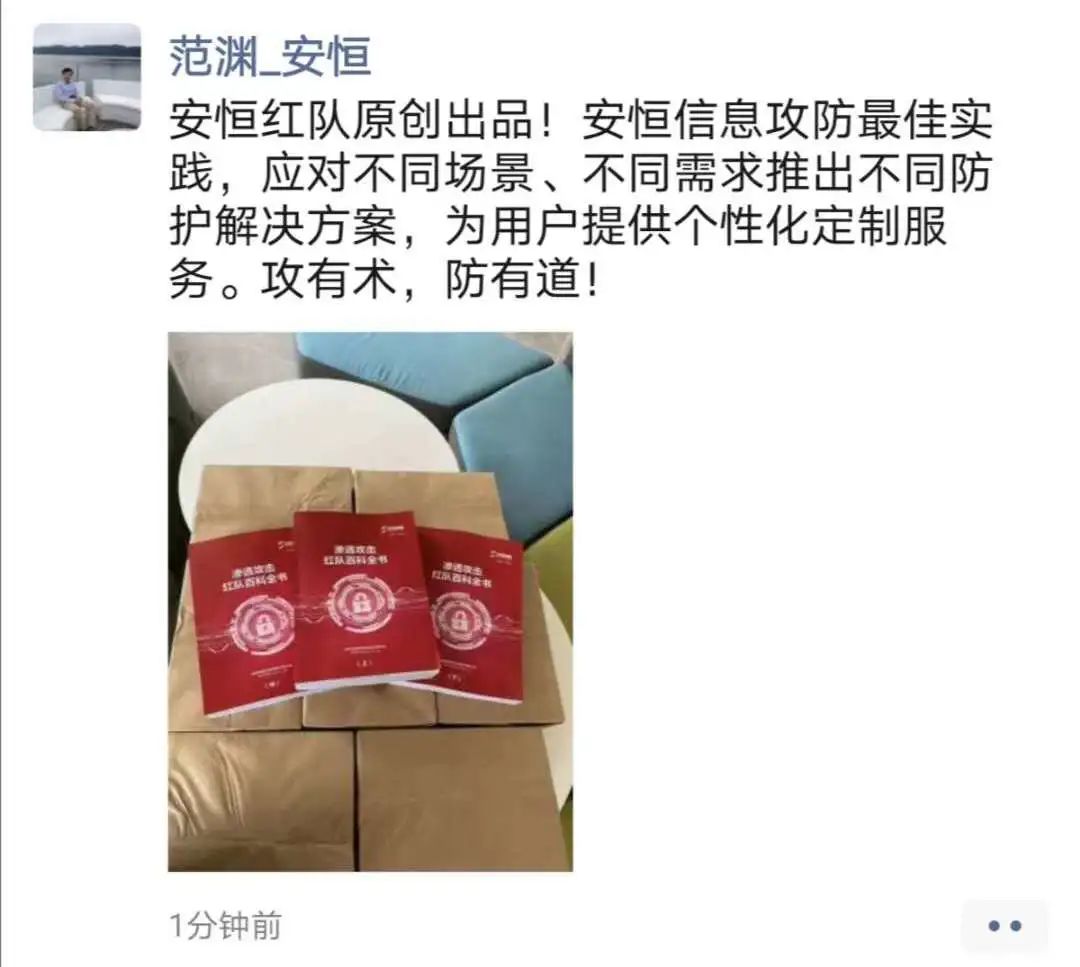 范渊_安恒
安恒红队原创出品！安恒信息攻防最佳实
践，应对不同场景、不同需求推出不同防
护解决方案，为用户提供个性化定制服
务。攻有术，防有道！
渗透攻击
红队百科全书
渗透攻击
红队百科全书
（上）
渗透攻击
红队百科全书
1分钟前